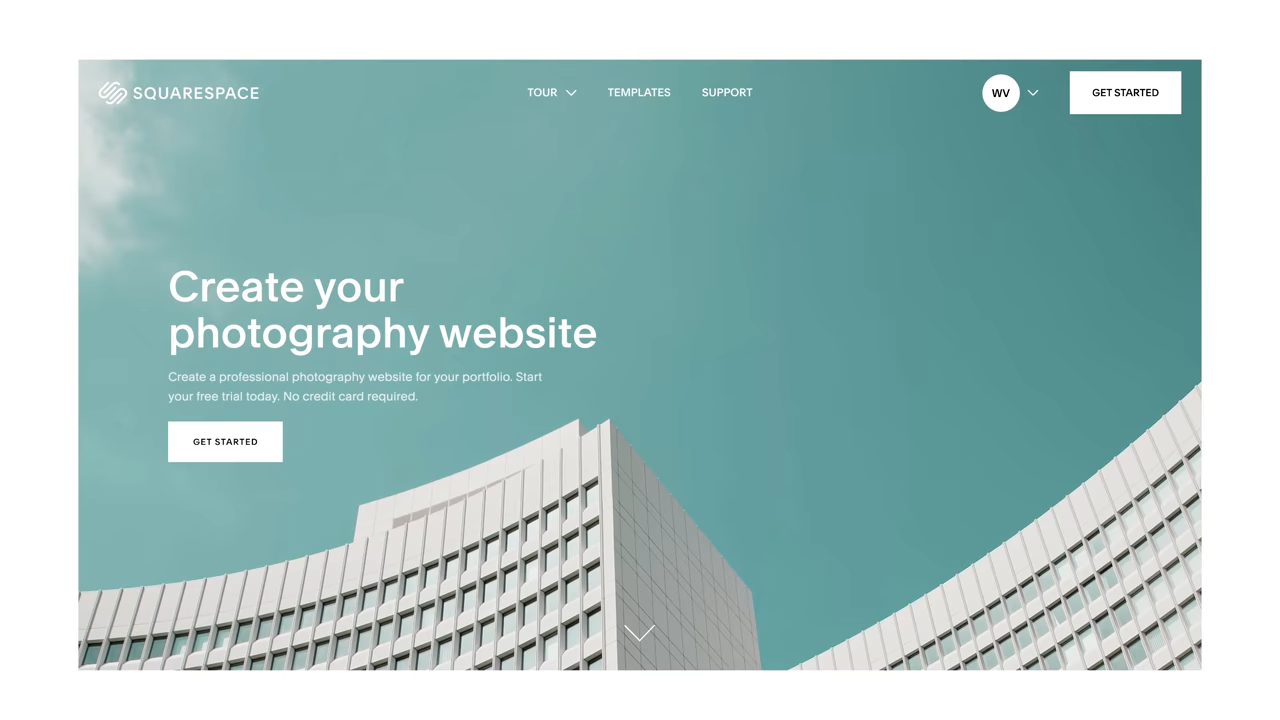 SQUARESPACE
TOUR
TEMPLATES
SUPPORT
WV
GET STARTED
Create your
photography website
Create a professional photography website for your portfolio. Start
your free trial today. No credit card required.
GET STARTED